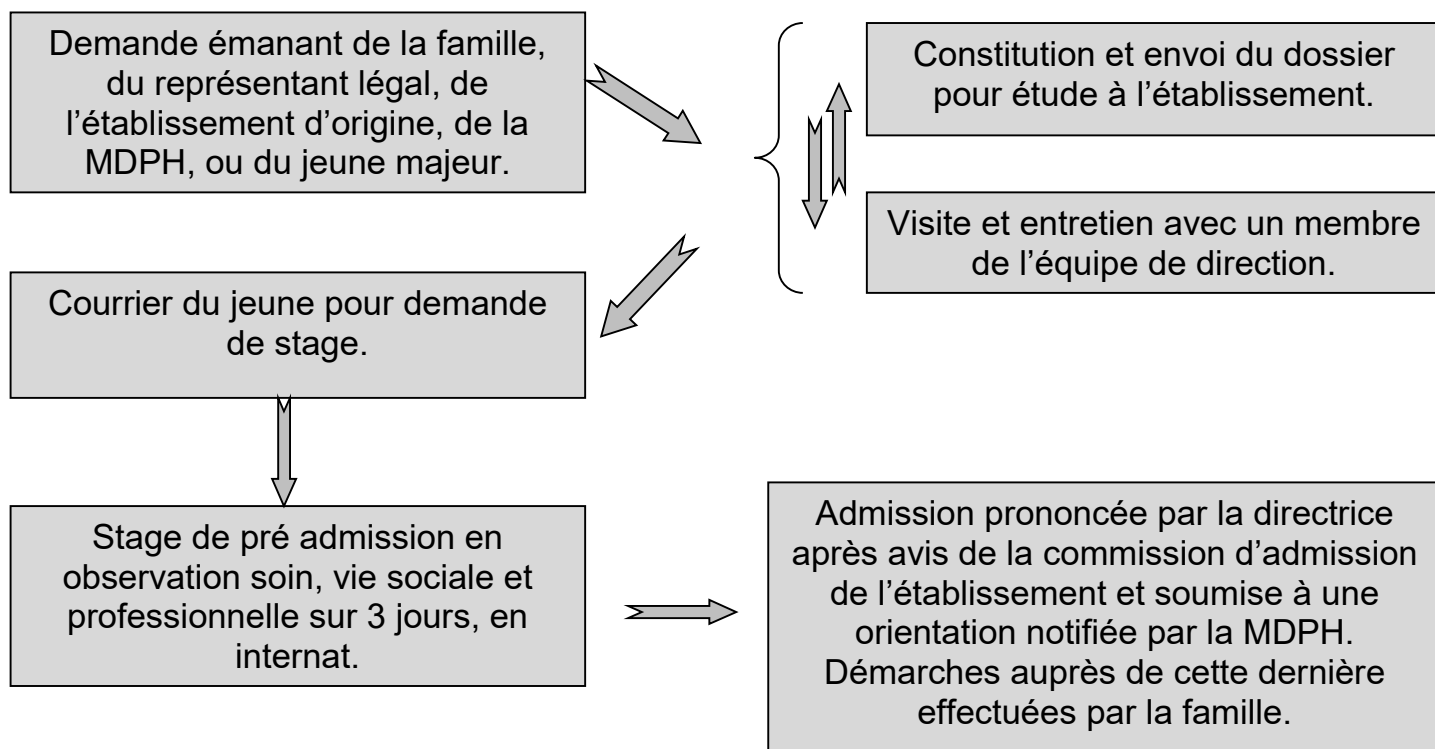 Demande émanant de la famille,
du représentant légal, de
l’établissement d’origine, de la
MDPH, ou du jeune majeur.
Constitution et envoi du dossier
pour étude à l’établissement.
Visite et entretien avec un membre
de l’équipe de direction.
Courrier du jeune pour demande
de stage.
Stage de pré admission en
observation soin, vie sociale et
professionnelle sur 3 jours, en
internat.
Admission prononcée par la directrice
après avis de la commission d’admission
de l’établissement et soumise à une
orientation notifiée par la MDPH.
Démarches auprès de cette dernière
effectuées par la famille.